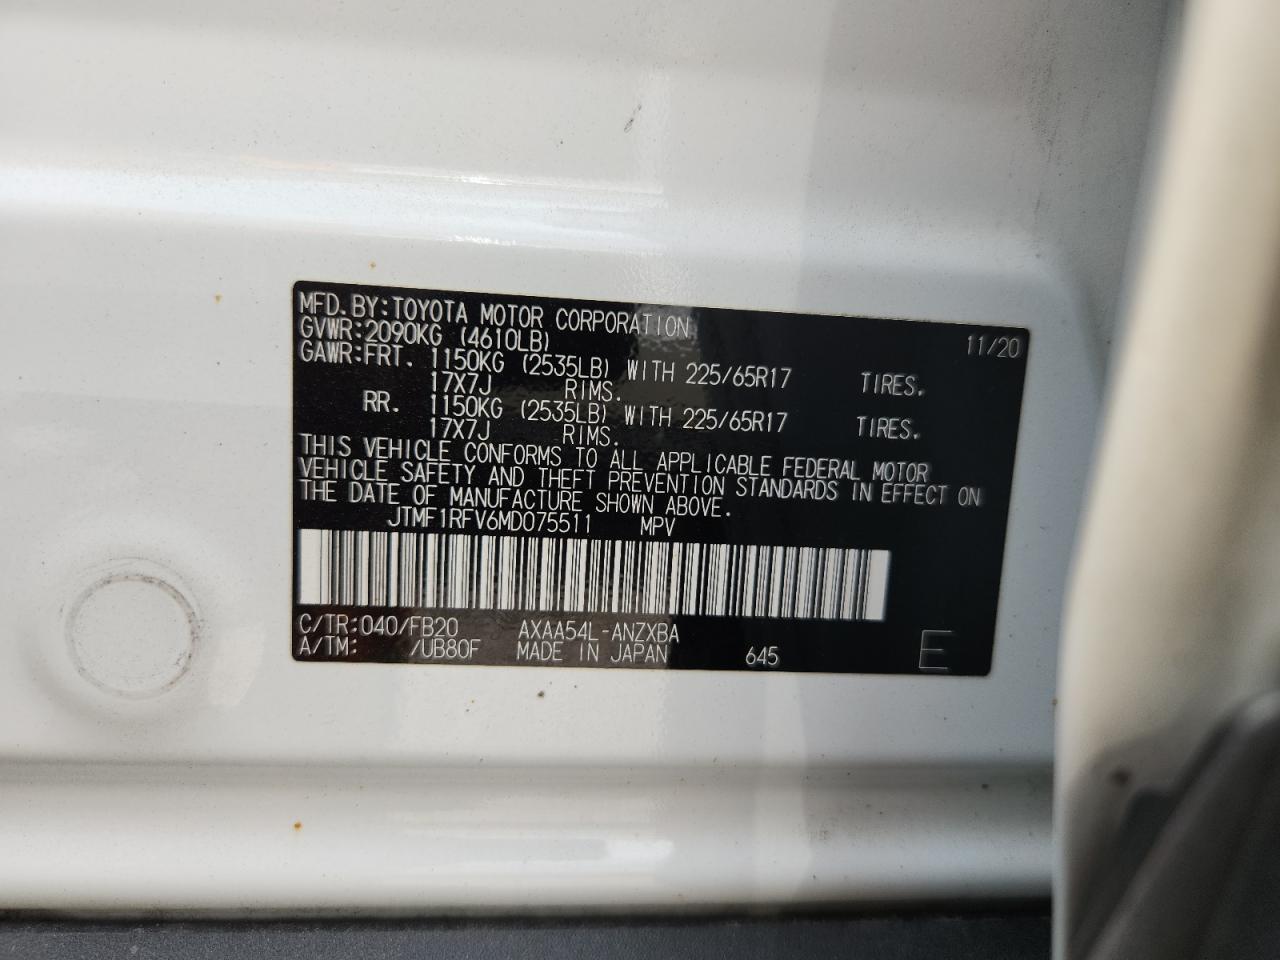 MFD.BY:TOYOTA MOTOR CORPORATION 11/20
GVWR:2090KG (4610LB)
GAWR:FRT. 1150KG (2535LB) WITH 225/65R17 TIRES.
17X7J RIMS.
RR. 1150KG (2535LB) WITH 225/65R17 TIRES.
17X7J RIMS.
THIS VEHICLE CONFORMS TO ALL APPLICABLE FEDERAL MOTOR
VEHICLE SAFETY AND THEFT PREVENTION STANDARDS IN EFFECT ON
THE DATE OF MANUFACTURE SHOWN ABOVE.
JTMF1RFV6MD075511 MPV
C/TR:040/FB20 AXAA54L-ANZXBA
A/TM: /UB80F MADE IN JAPAN 645 E